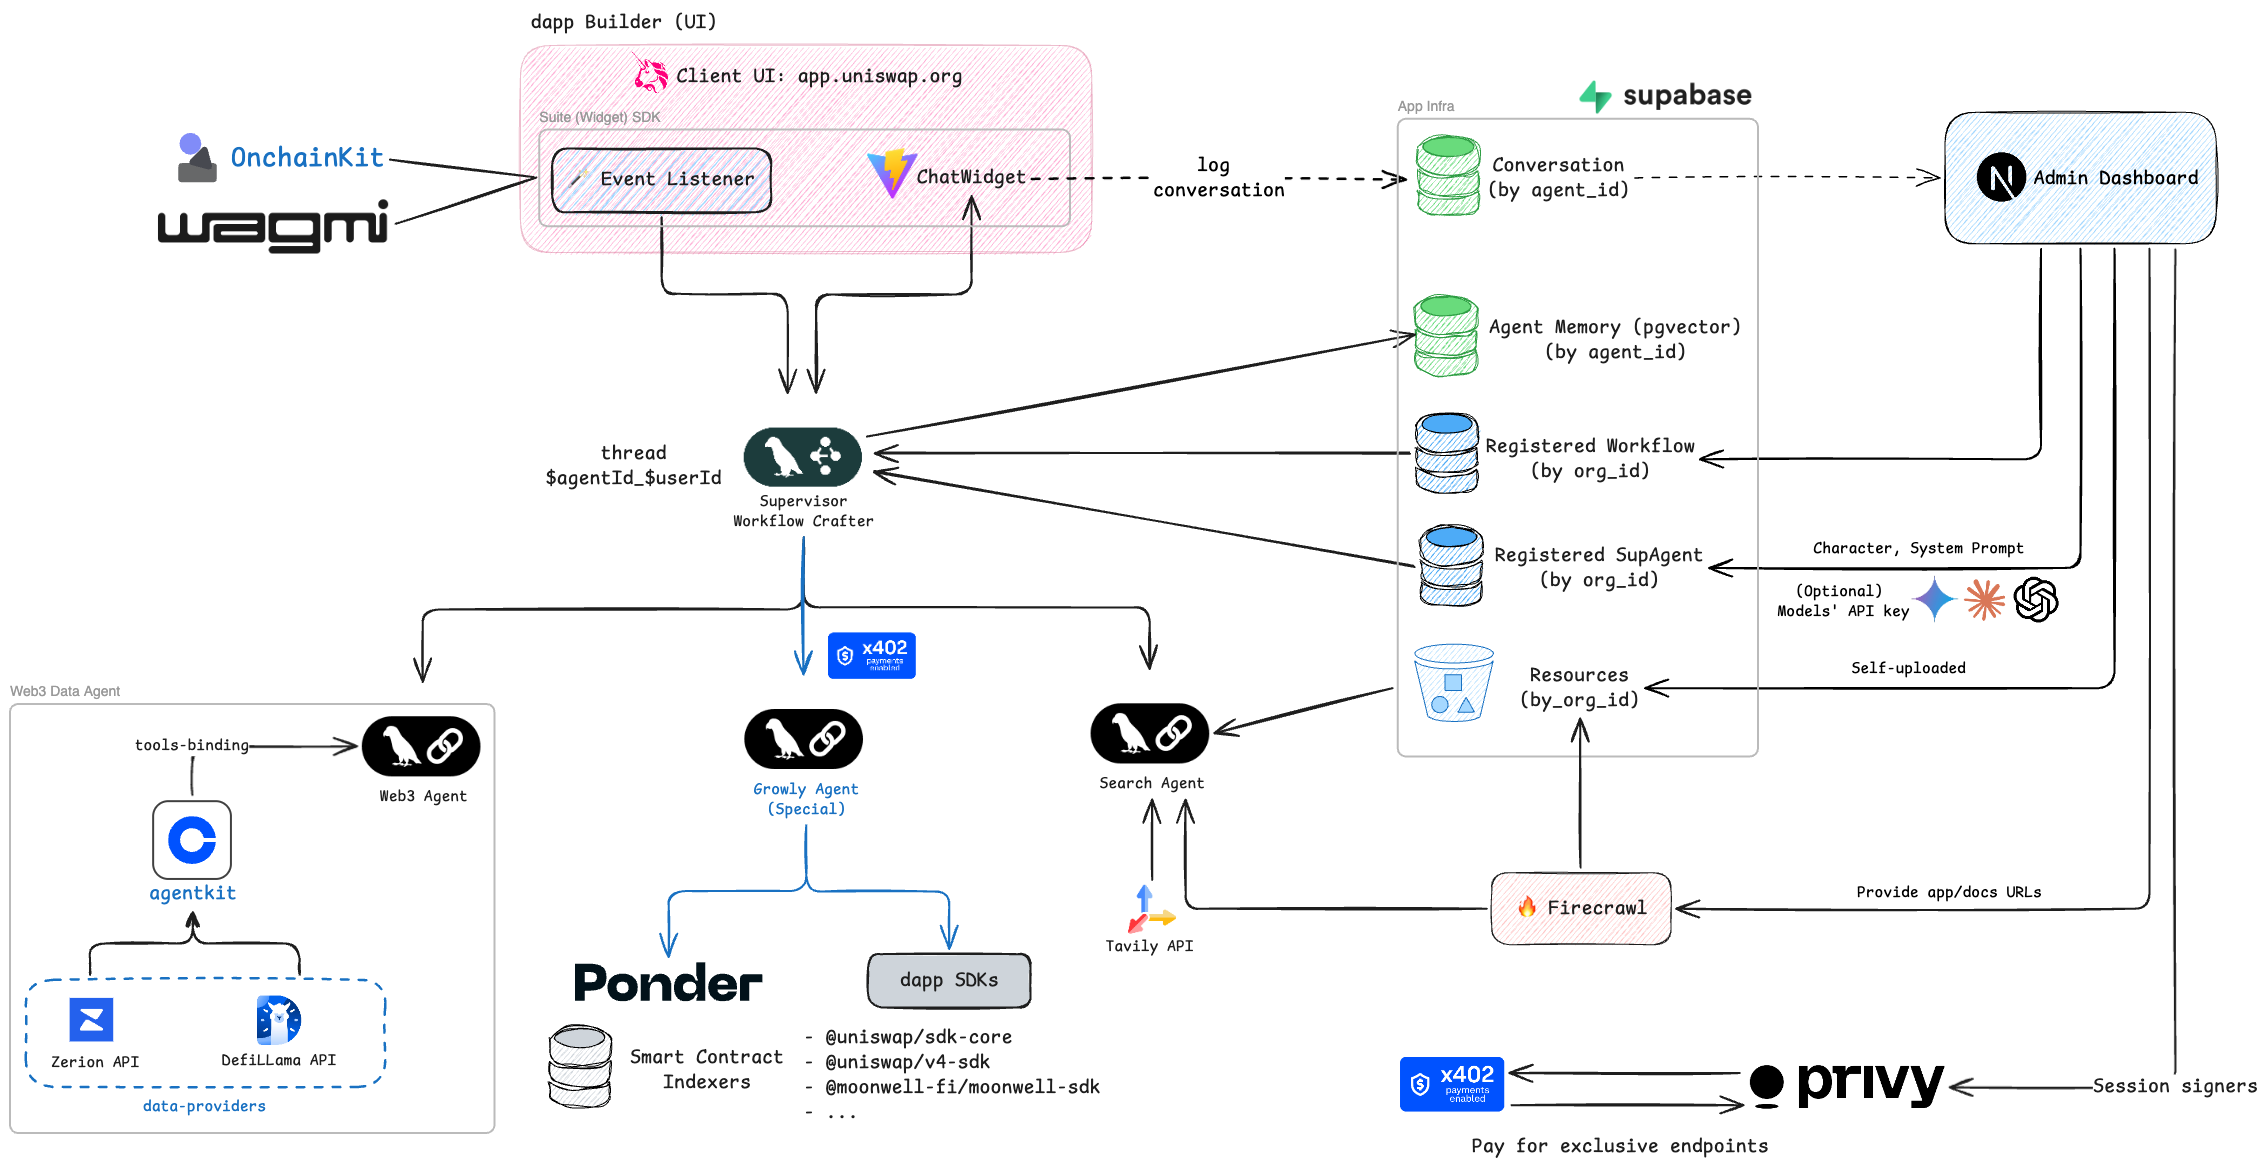 dapp Builder (UI)
Client UI: app.uniswap.org
Suite (Widget) SDK
Event Listener
ChatWidget
OnchainKit
wagmi
log
conversation
supabase
App Infra
Conversation
(by agent_id)
Admin Dashboard
Agent Memory (pgvector)
(by agent_id)
Registered Workflow
(by org_id)
Registered SupAgent
(by org_id)
Character, System Prompt
(Optional)
Models' API key
Resources
(by_org_id)
Self-uploaded
thread
$agentId_$userId
Supervisor
Workflow Crafter
x402
payments
enabled
Web3 Data Agent
tools-binding
Web3 Agent
agentkit
Zerion API
DefiLLama API
data-providers
Growly Agent
(Special)
Search Agent
Tavily API
Firecrawl
Provide app/docs URLs
Ponder
dapp SDKs
Smart Contract
Indexers
- @uniswap/sdk-core
- @uniswap/v4-sdk
- @moonwell-fi/moonwell-sdk
- ...
x402
payments
enabled
privy
Session signers
Pay for exclusive endpoints